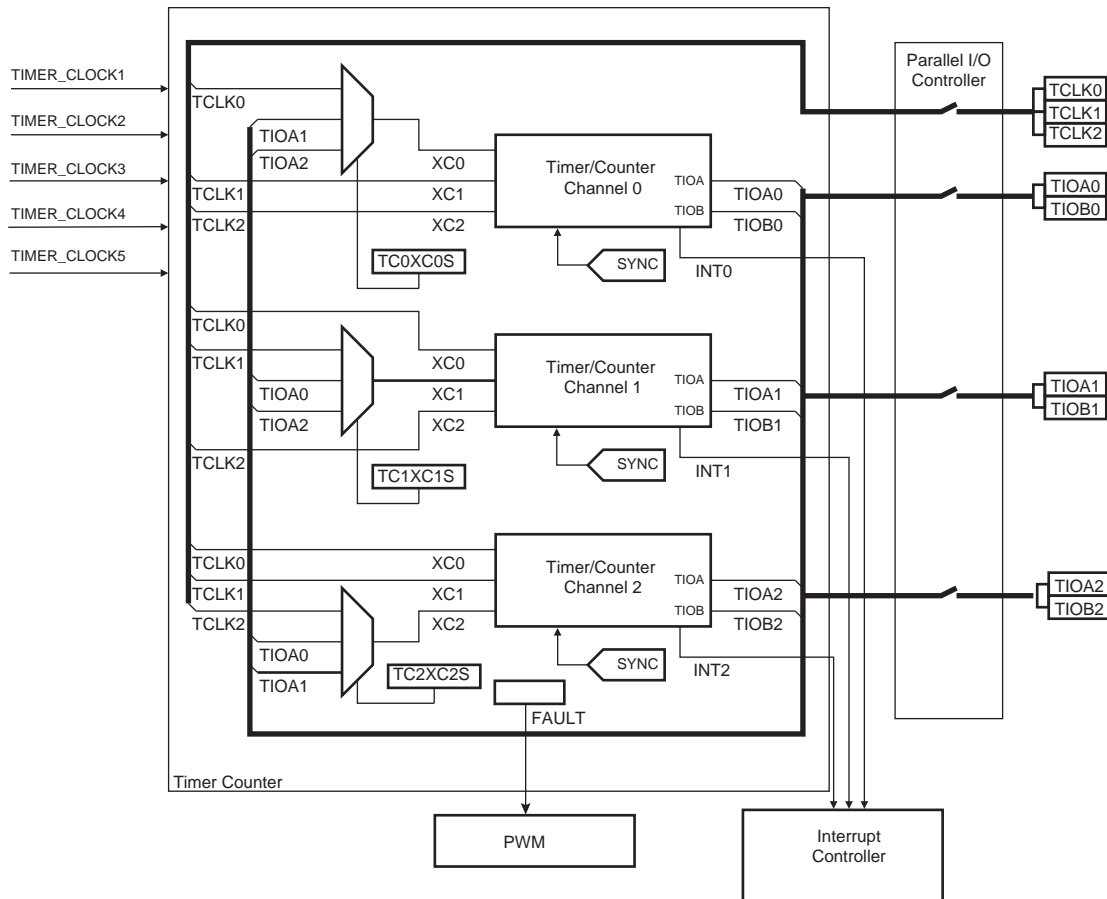 TIMER_CLOCK1
TIMER_CLOCK2
TIMER_CLOCK3
TIMER_CLOCK4
TIMER_CLOCK5
TCLK0
TIOA1
TIOA2
TCLK1
TCLK2
XC0
XC1
XC2
TC0XC0S
Timer/Counter
Channel 0
TIOA
TIOB
TIOA0
TIOB0
SYNC
INT0
TCLK0
TCLK1
TIOA0
TIOA2
TCLK2
XC0
XC1
XC2
TC1XC1S
Timer/Counter
Channel 1
TIOA
TIOB
TIOA1
TIOB1
SYNC
INT1
TCLK0
TCLK1
TCLK2
TIOA0
TIOA1
XC0
XC1
XC2
TC2XC2S
Timer/Counter
Channel 2
TIOA
TIOB
TIOA2
TIOB2
SYNC
INT2
FAULT
Timer Counter
PWM
Parallel I/O
Controller
TCLK0
TCLK1
TCLK2
TIOA0
TIOB0
TIOA1
TIOB1
TIOA2
TIOB2
Interrupt
Controller